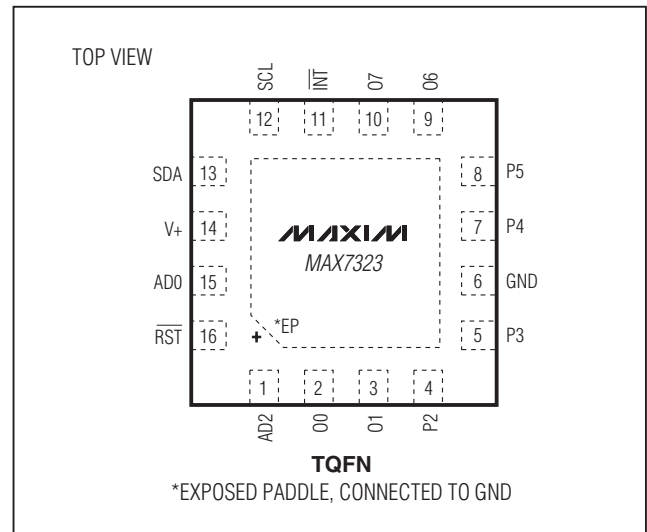 TOP VIEW
SCL
INT
O7
O6
12
11
10
9
SDA
13
8
P5
V+
14
MAXIM
7
P4
MAX7323
AD0
15
6
GND
RST
16
+
*EP
5
P3
1
2
3
4
AD2
O0
O1
P2
TQFN
*EXPOSED PADDLE, CONNECTED TO GND